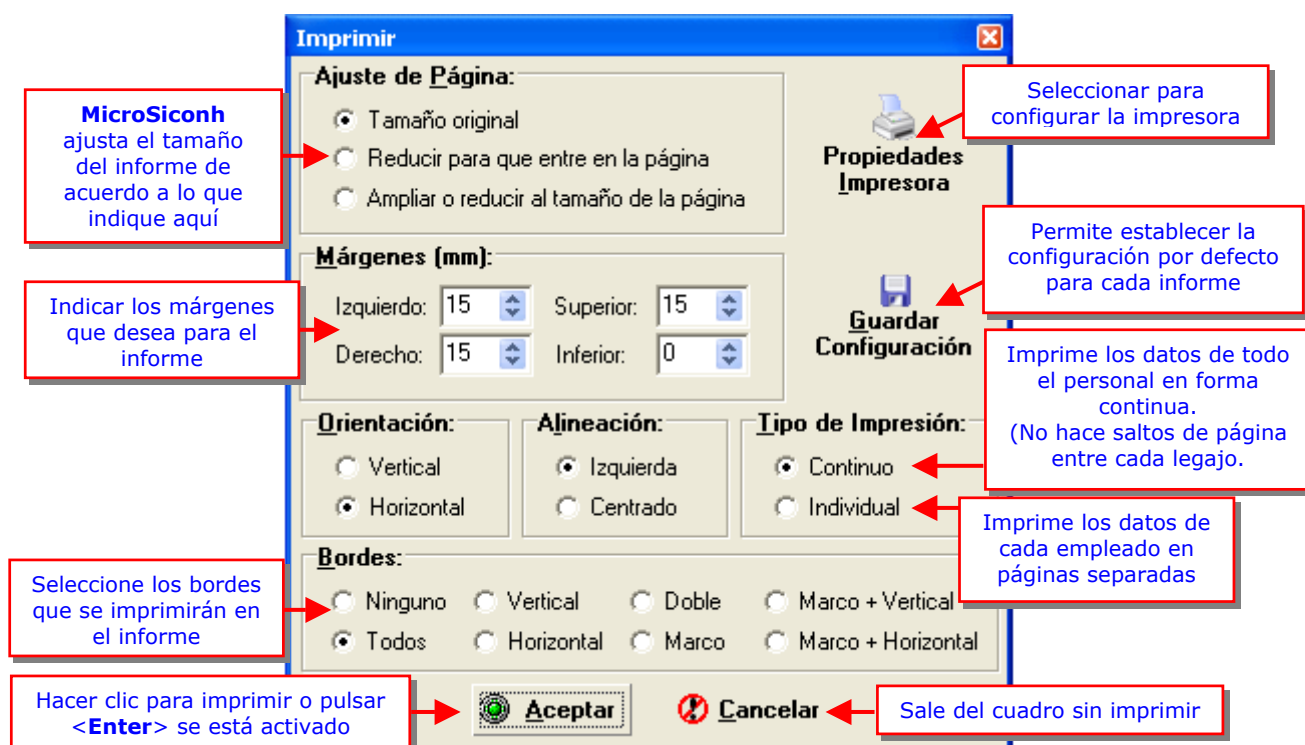 Imprimir
Ajuste de Página:
Tamaño original
Reducir para que entre en la página
Ampliar o reducir al tamaño de la página
MicroSiconh
ajusta el tamaño
del informe de
acuerdo a lo que
indique aquí
Seleccionar para
configurar la impresora
Propiedades
Impresora
Márgenes (mm):
Izquierdo: 15 Superior: 15
Derecho: 15 Inferior: 0
Indicar los márgenes
que desea para el
informe
Permite establecer la
configuración por defecto
para cada informe
Guardar
Configuración
Imprime los datos de todo
el personal en forma
continua.
(No hace saltos de página
entre cada legajo.
Orientación:
Vertical
Horizontal
Alineación:
Izquierda
Centrado
Tipo de Impresión:
Continuo
Individual
Imprime los datos de
cada empleado en
páginas separadas
Bordes:
Ninguno Vertical Doble Marco + Vertical
Todos Horizontal Marco Marco + Horizontal
Seleccione los bordes
que se imprimirán en
el informe
Hacer clic para imprimir o pulsar
<Enter> se está activado
Aceptar
Cancelar
Sale del cuadro sin imprimir